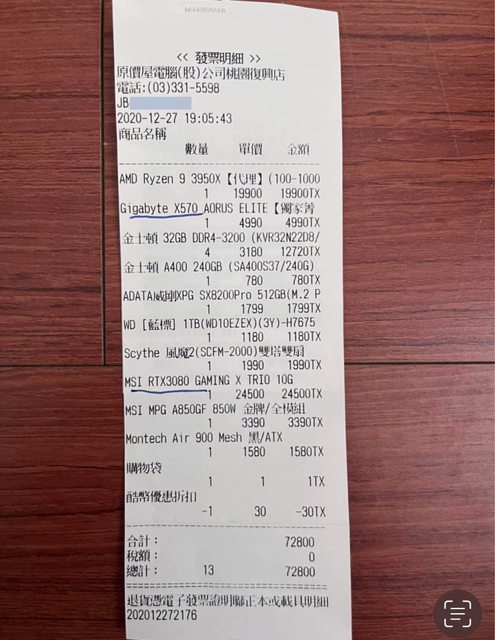 << 發票明細 >>
原價屋電腦(股)公司桃園復興店
電話:(03)331-5598
JB
2020-12-27 19:05:43
商品名稱
數量 單價 金額
AMD Ryzen 9 3950X【代理】(100-1000
1 19900 19900TX
Gigabyte X570 AORUS ELITE【獨家菁
1 4990 4990TX
金士頓 32GB DDR4-3200 (KVR32N22D8/
4 3180 12720TX
金士頓 A400 240GB (SA400S37/240G)
1 780 780TX
ADATA威剛XPG SX8200Pro 512GB(M.2 P
1 1799 1799TX
WD [藍標] 1TB(WD10EZEX)(3Y)-H7675
1 1180 1180TX
Scythe 風魔2(SCFM-2000)雙塔雙扇
1 1990 1990TX
MSI RTX3080 GAMING X TRIO 10G
1 24500 24500TX
MSI MPG A850GF 850W 金牌/全模組
1 3390 3390TX
Montech Air 900 Mesh 黑/ATX
1 1580 1580TX
購物袋
1 1 1TX
酷幣優惠折扣
-1 30 -30TX
合計: 72800
稅額: 0
總計: 13 72800
退貨憑電子發票證明聯正本或載具明細
202012272176